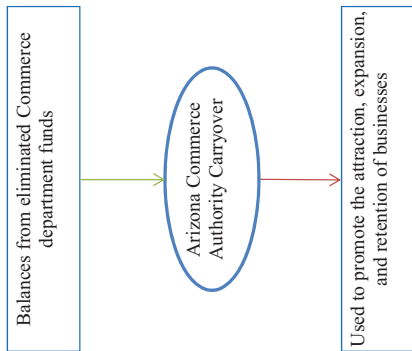 Balances from eliminated Commerce
department funds
Arizona Commerce
Authority Carryover
Used to promote the attraction, expansion,
and retention of businesses